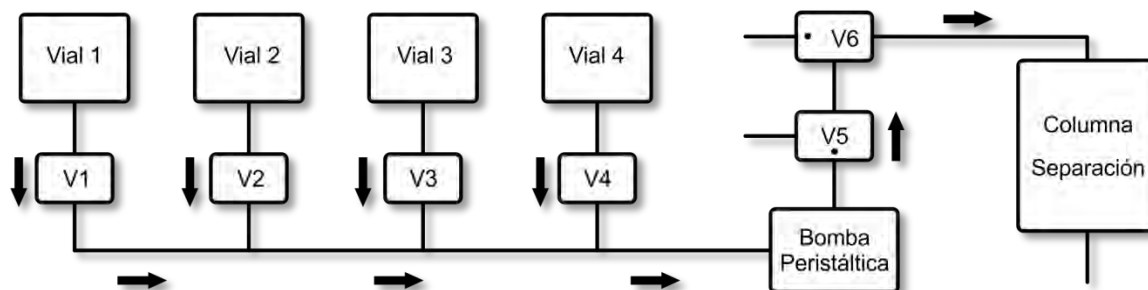 Vial 1
Vial 2
Vial 3
Vial 4
V6
V5
V1
V2
V3
V4
Columna
Separación
Bomba
Peristáltica